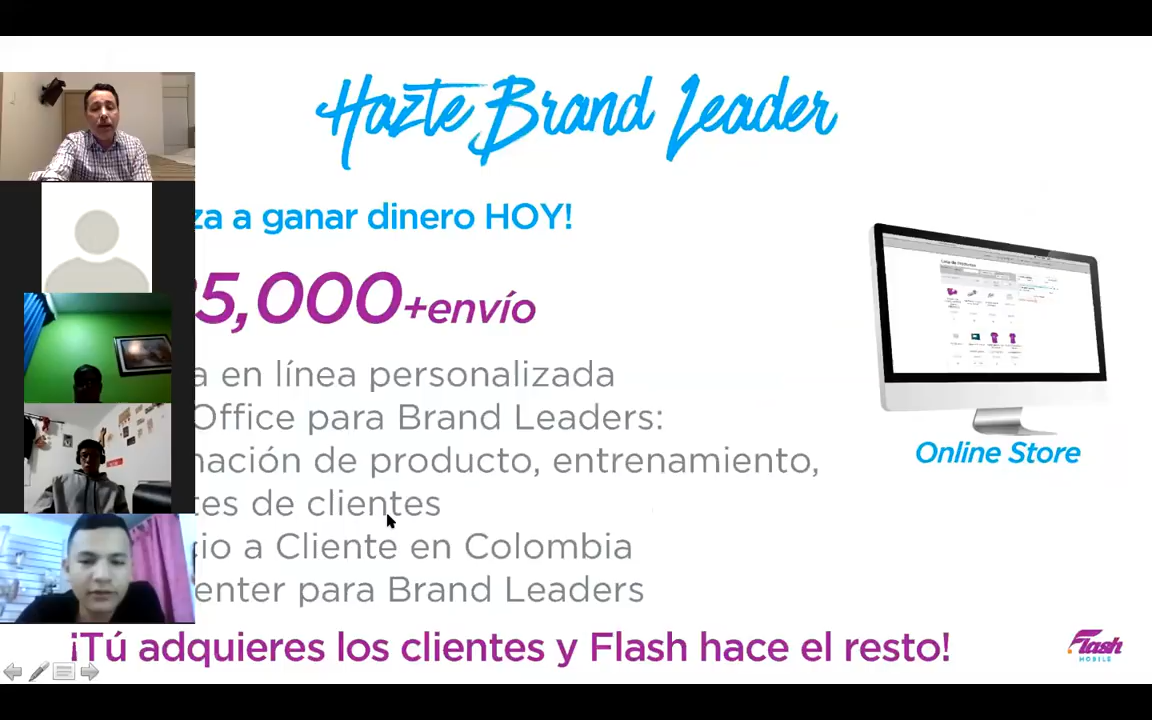 Hazte Brand Leader
za a ganar dinero HOY!
5,000 +envío
a en línea personalizada
Office para Brand Leaders:
mación de producto, entrenamiento,
tes de clientes
cio a Cliente en Colombia
enter para Brand Leaders
Online Store
¡Tú adquieres los clientes y Flash hace el resto!
Flash
MOBILE